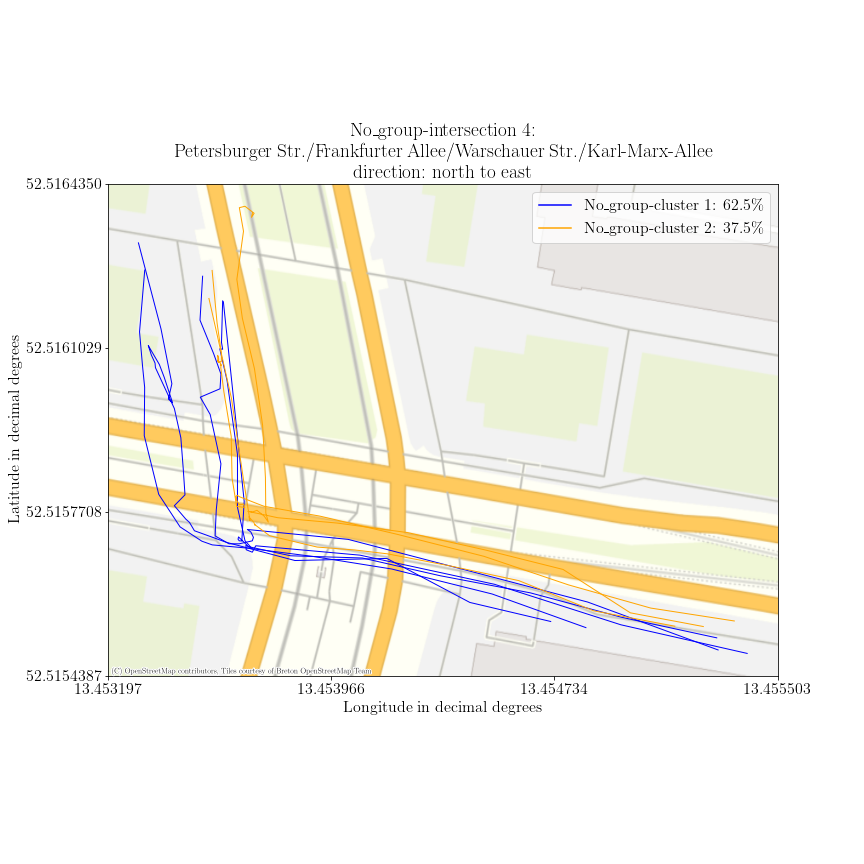 No_group-intersection 4:
Petersburger Str./Frankfurter Allee/Warschauer Str./Karl-Marx-Allee
direction: north to east
52.5164350
No_group-cluster 1: 62.5%
No_group-cluster 2: 37.5%
52.5161029
Latitude in decimal degrees
52.5157708
52.5154387
(C) OpenStreetMap contributors, Tiles courtesy of Breton OpenStreetMap Team
13.453197 13.453966 13.454734 13.455503
Longitude in decimal degrees